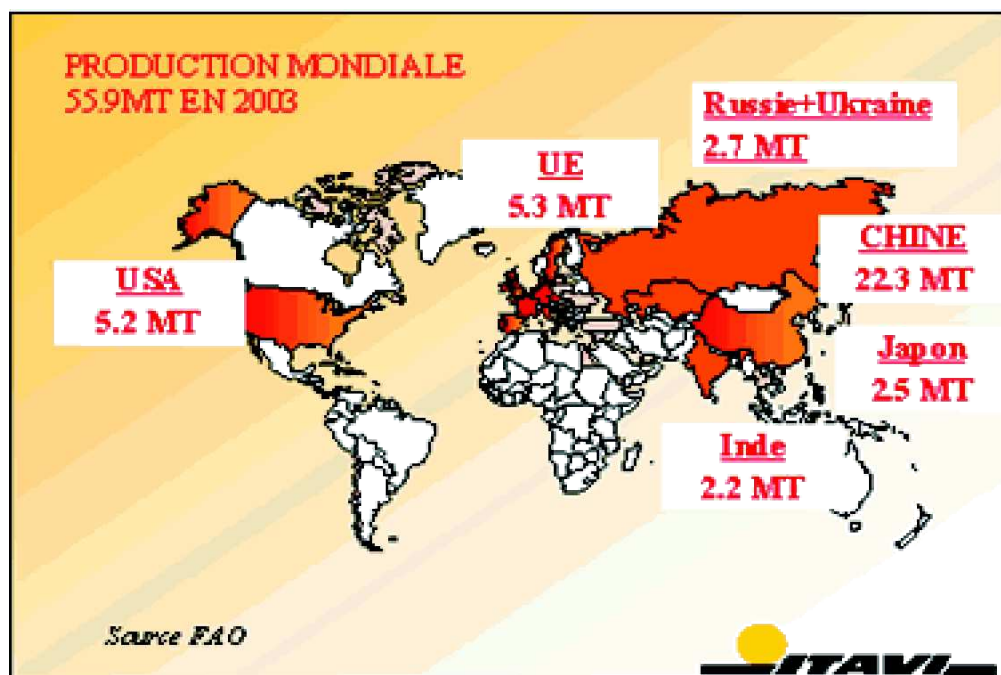 PRODUCTION MONDIALE
55.9MT EN 2003
Russie+Ukraine
2.7 MT
UE
5.3 MT
CHINE
22.3 MT
USA
5.2 MT
Japon
2.5 MT
Inde
2.2 MT
Source FAO
ITAVI